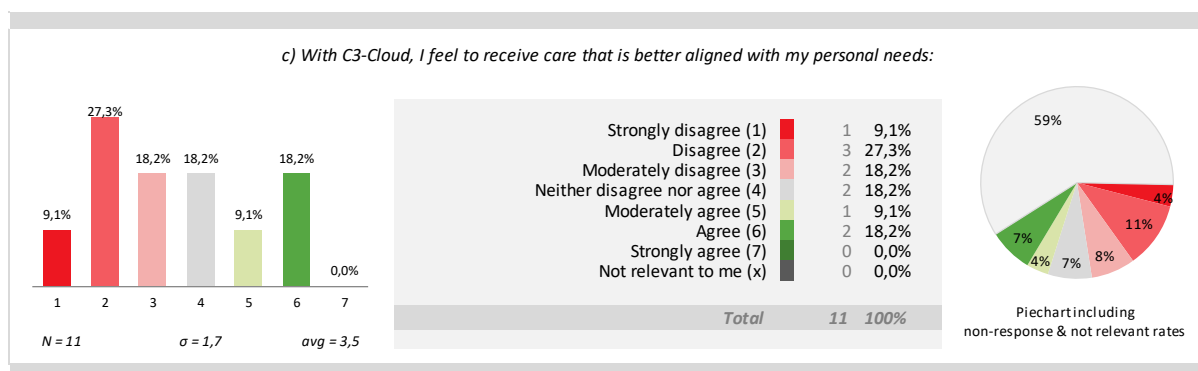 c) With C3-Cloud, I feel to receive care that is better aligned with my personal needs:
9,1%
27,3%
18,2%
18,2%
9,1%
18,2%
0,0%
1 2 3 4 5 6 7
N = 11 σ = 1,7 avg = 3,5
Strongly disagree (1) 1 9,1%
Disagree (2) 3 27,3%
Moderately disagree (3) 2 18,2%
Neither disagree nor agree (4) 2 18,2%
Moderately agree (5) 1 9,1%
Agree (6) 2 18,2%
Strongly agree (7) 0 0,0%
Not relevant to me (x) 0 0,0%
Total 11 100%
59%
4%
11%
8%
7%
4%
7%
Piechart including
non-response & not relevant rates